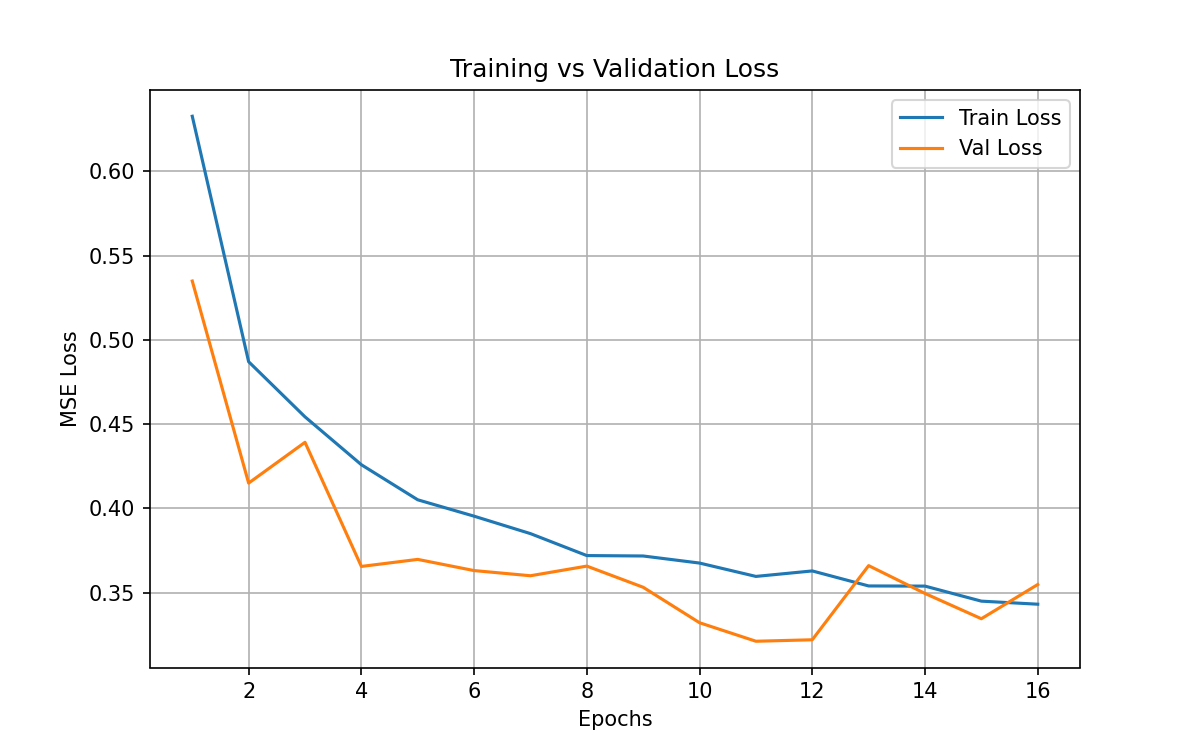 Training vs Validation Loss
Train Loss
Val Loss
0.60
0.55
0.50
0.45
0.40
0.35
MSE Loss
2 4 6 8 10 12 14 16
Epochs